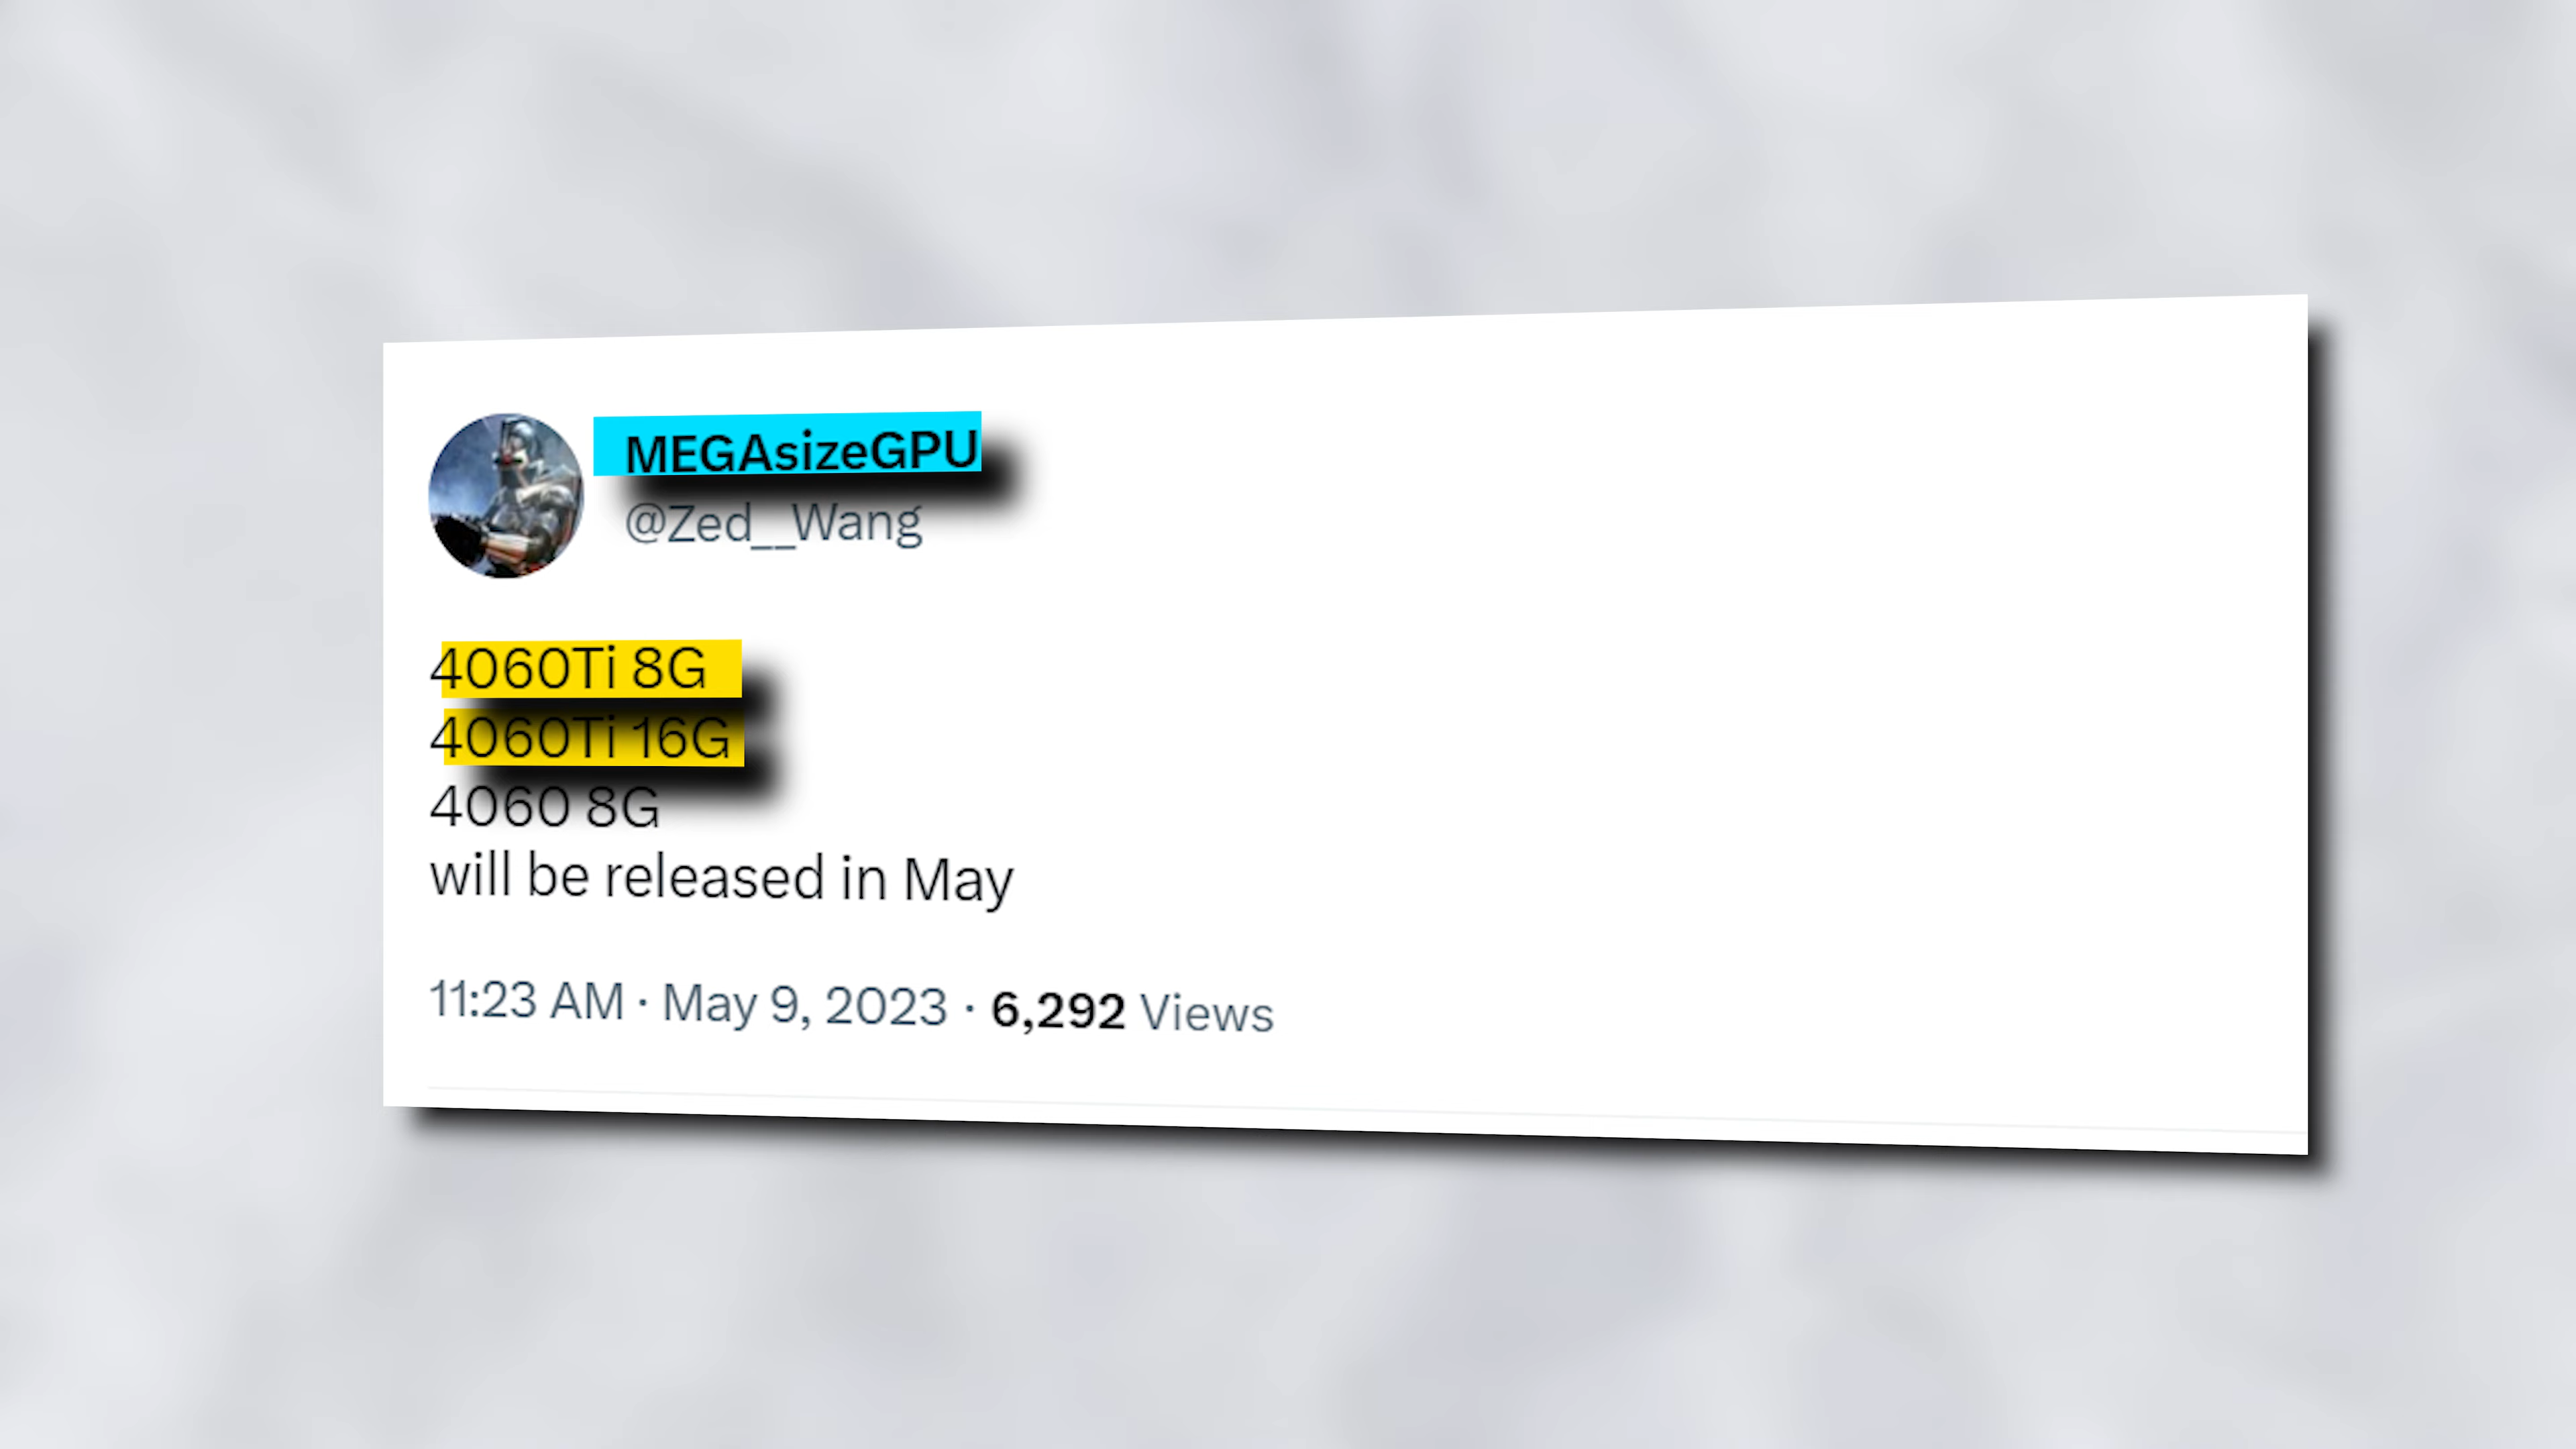 MEGAsizeGPU
@Zed__Wang
4060Ti 8G
4060Ti 16G
4060 8G
will be released in May
11:23 AM · May 9, 2023 · 6,292 Views